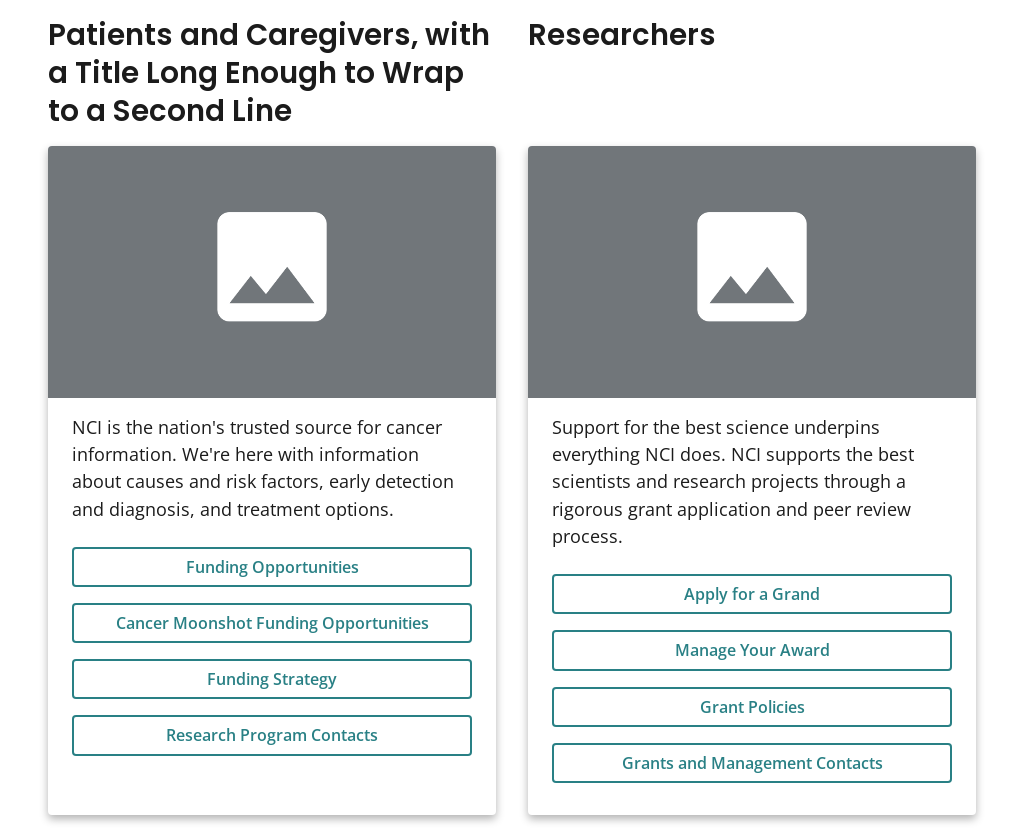 Patients and Caregivers, with
a Title Long Enough to Wrap
to a Second Line
NCI is the nation's trusted source for cancer
information. We're here with information
about causes and risk factors, early detection
and diagnosis, and treatment options.
Funding Opportunities
Cancer Moonshot Funding Opportunities
Funding Strategy
Research Program Contacts
Researchers
Support for the best science underpins
everything NCI does. NCI supports the best
scientists and research projects through a
rigorous grant application and peer review
process.
Apply for a Grand
Manage Your Award
Grant Policies
Grants and Management Contacts